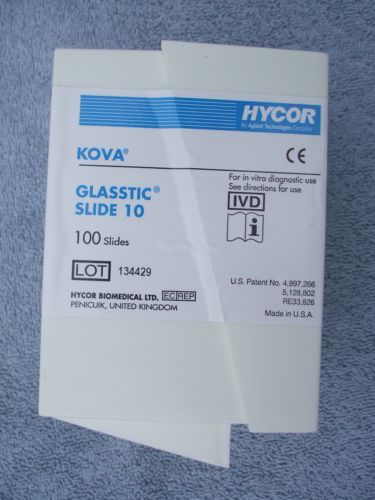 HYCOR
An Agilent Technologies Company
KOVA®
CE
For in vitro diagnostic use
See directions for use
GLASSTIC®
SLIDE 10
IVD
i
100 Slides
LOT 134429
U.S. Patent No. 4,997,266
5,128,802
RE33,826
HYCOR BIOMEDICAL LTD. EC REP
PENICUIK, UNITED KINGDOM
Made in U.S.A.